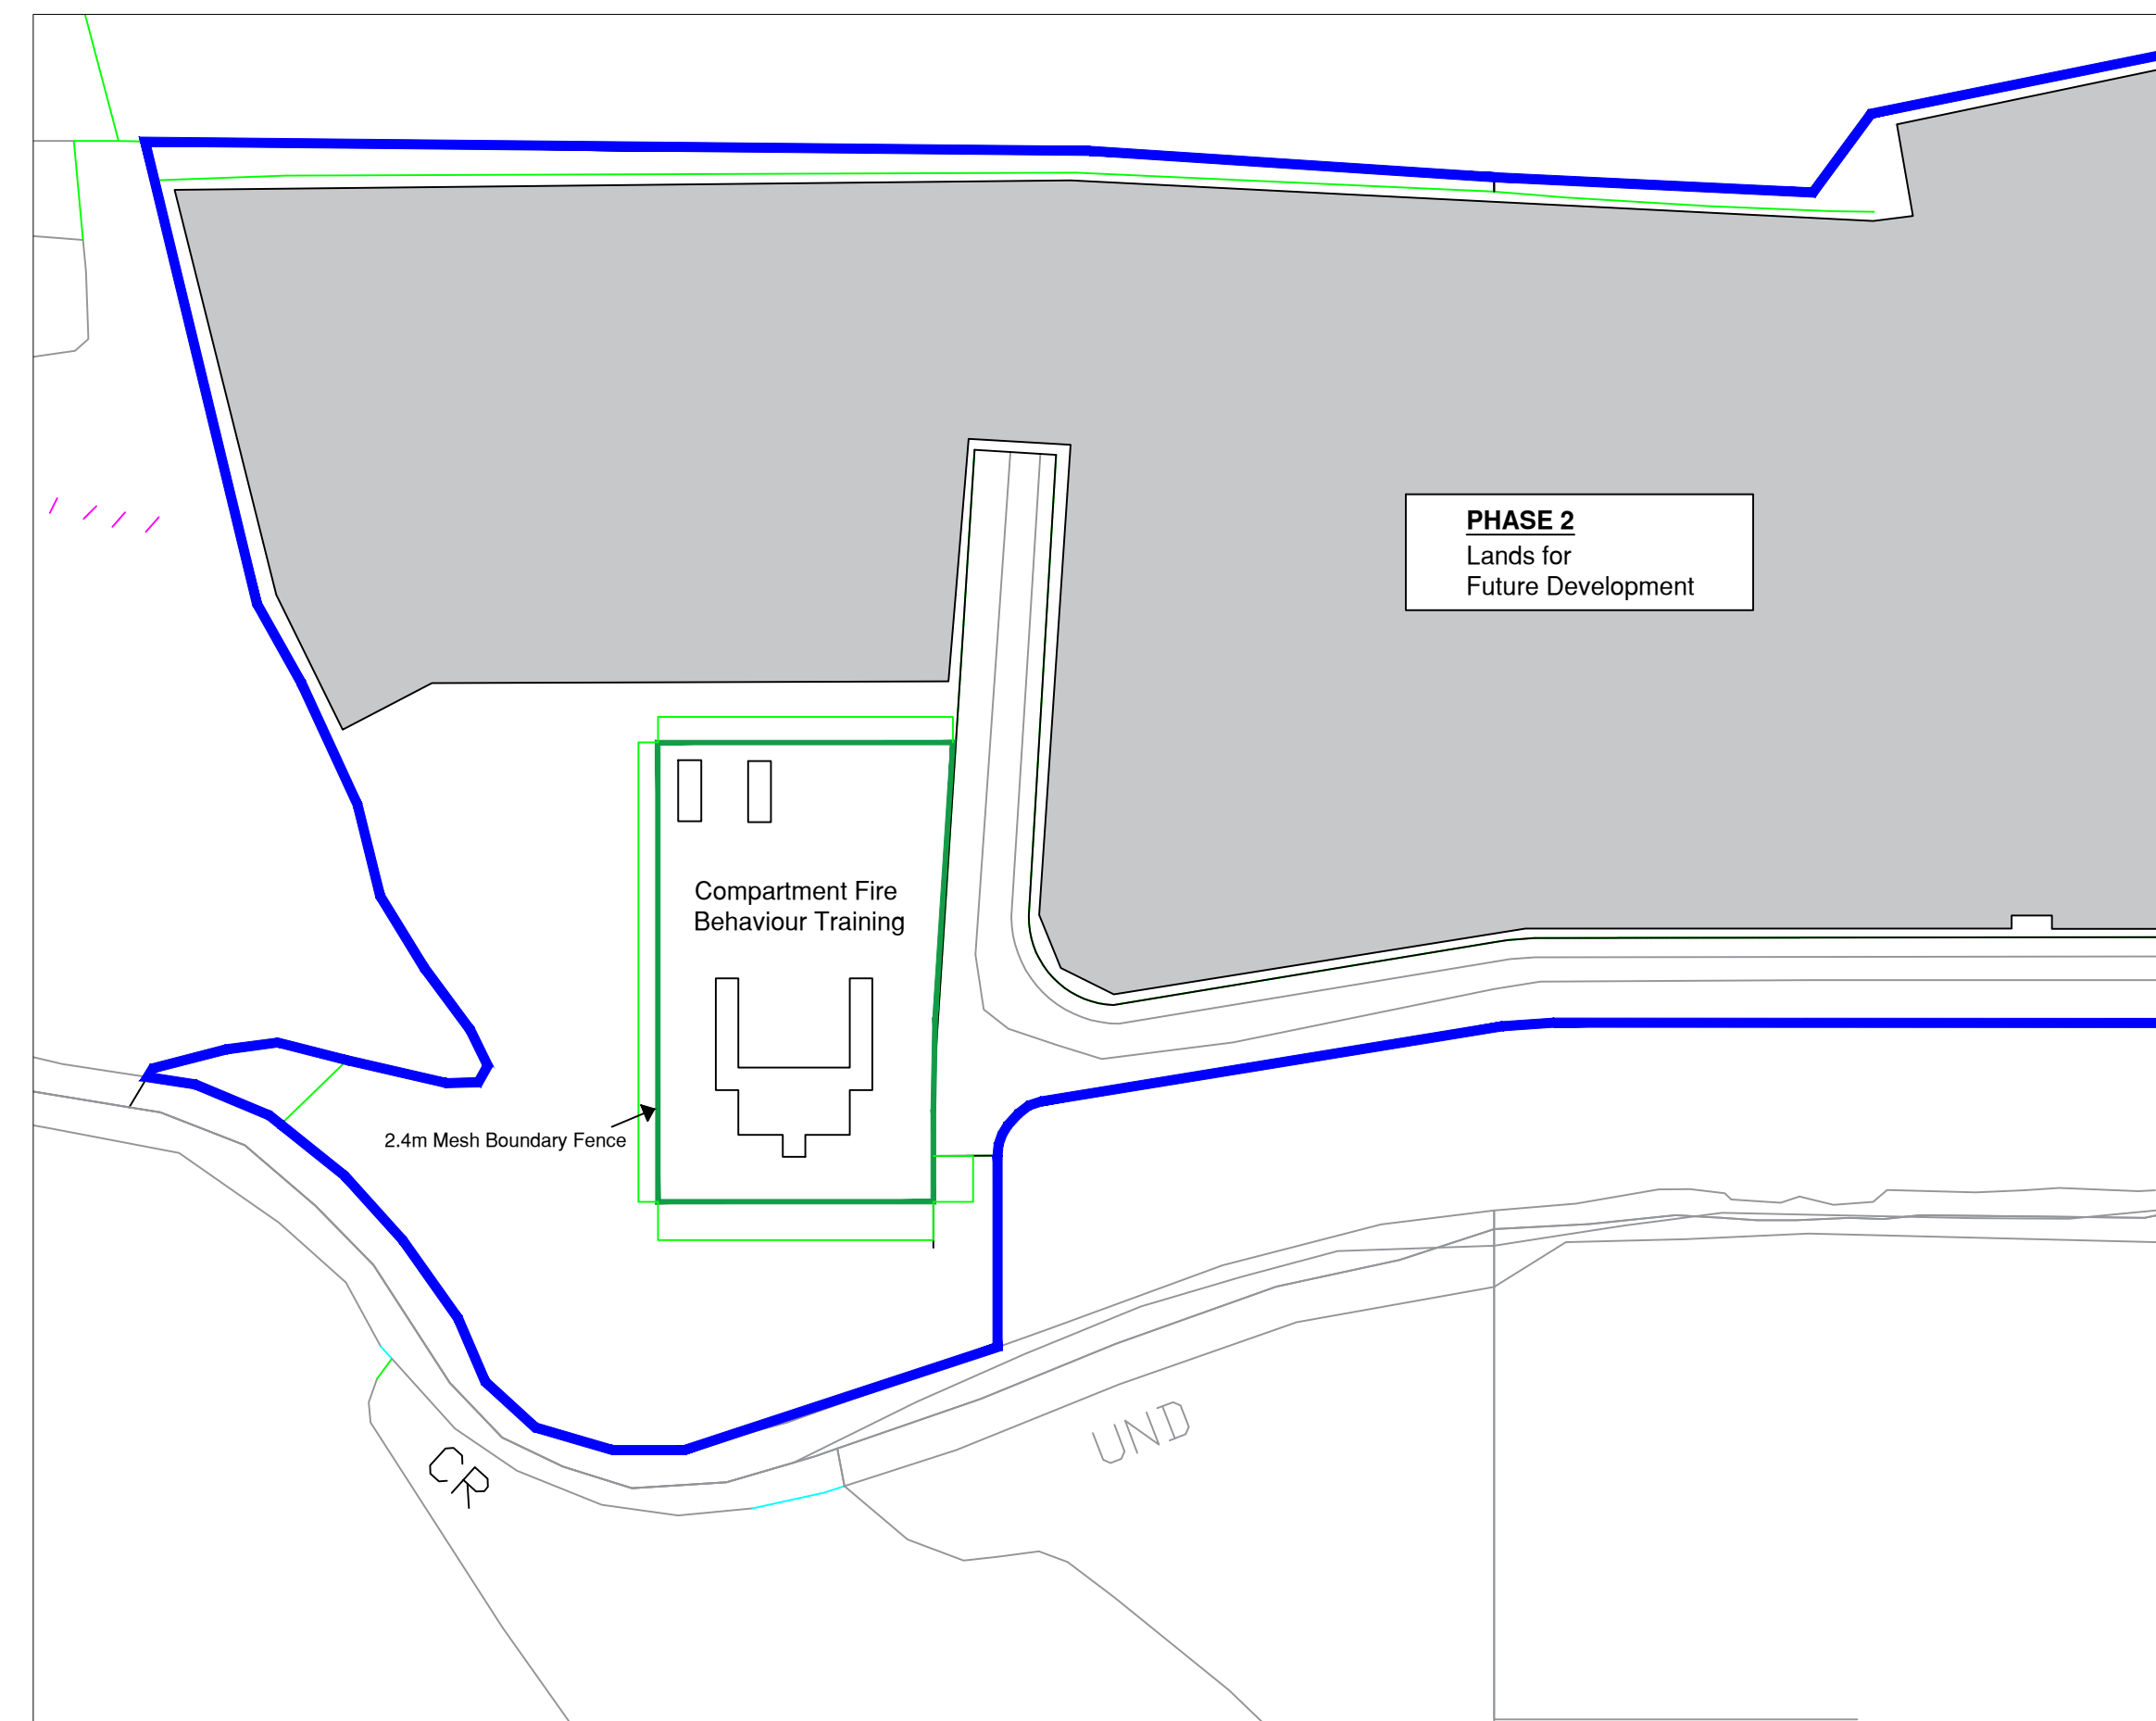 PHASE 2
Lands for
Future Development
Compartment Fire
Behaviour Training
2.4m Mesh Boundary Fence
UND
CR